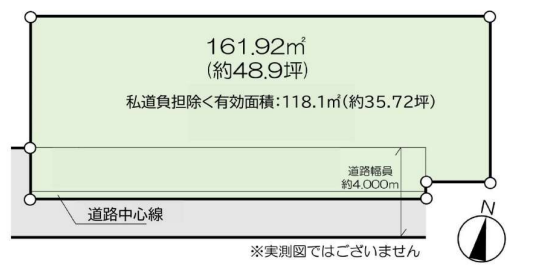 161.92㎡
(約48.9坪)
私道負担除く有効面積:118.1㎡(約35.72坪)
道路幅員
約4.000m
道路中心線
N
※実測図ではございません